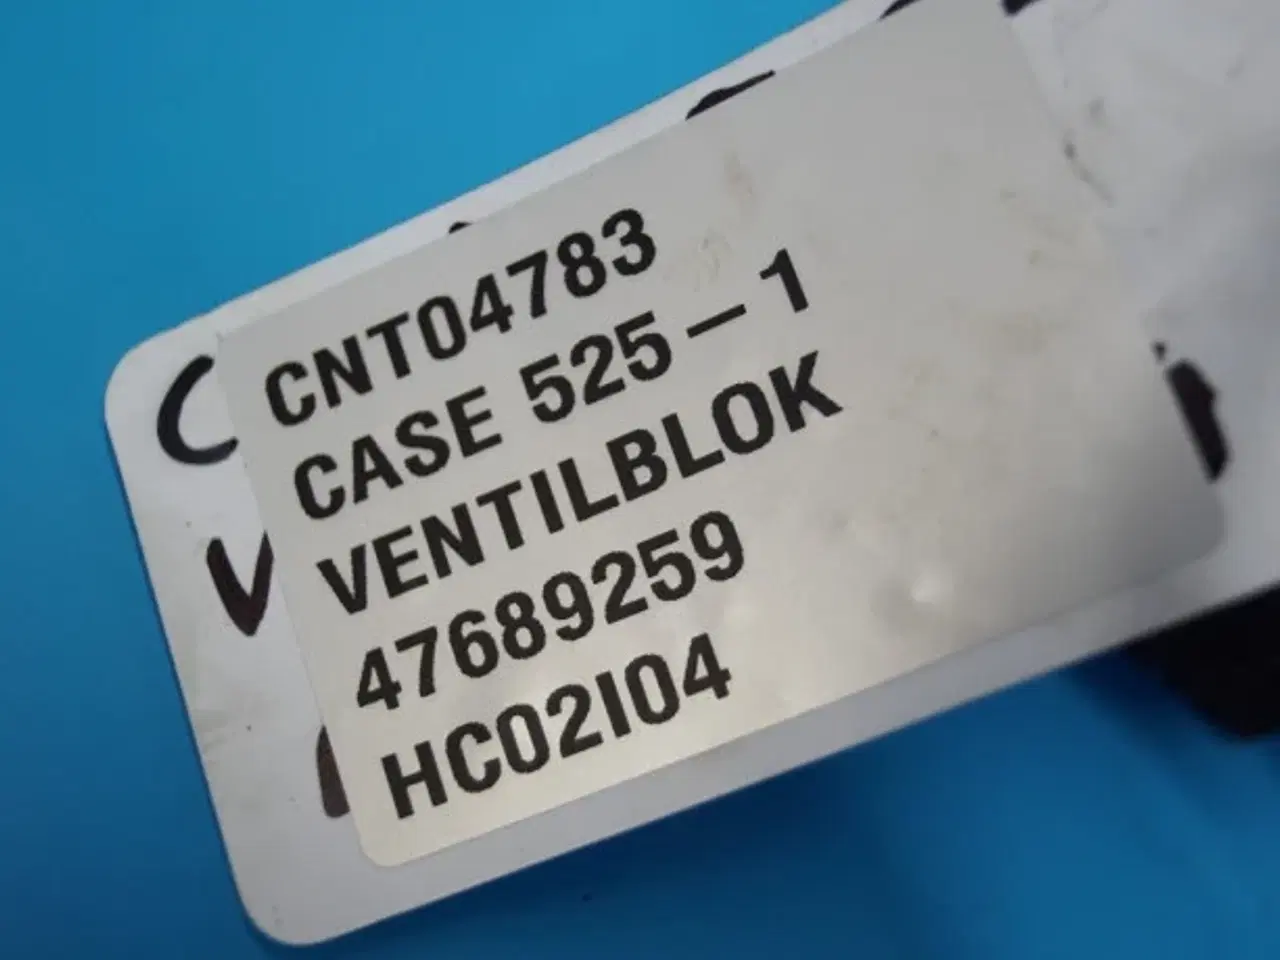 CNT04783
CASE 525-1
VENTILBLOK
47689259
HC02I04